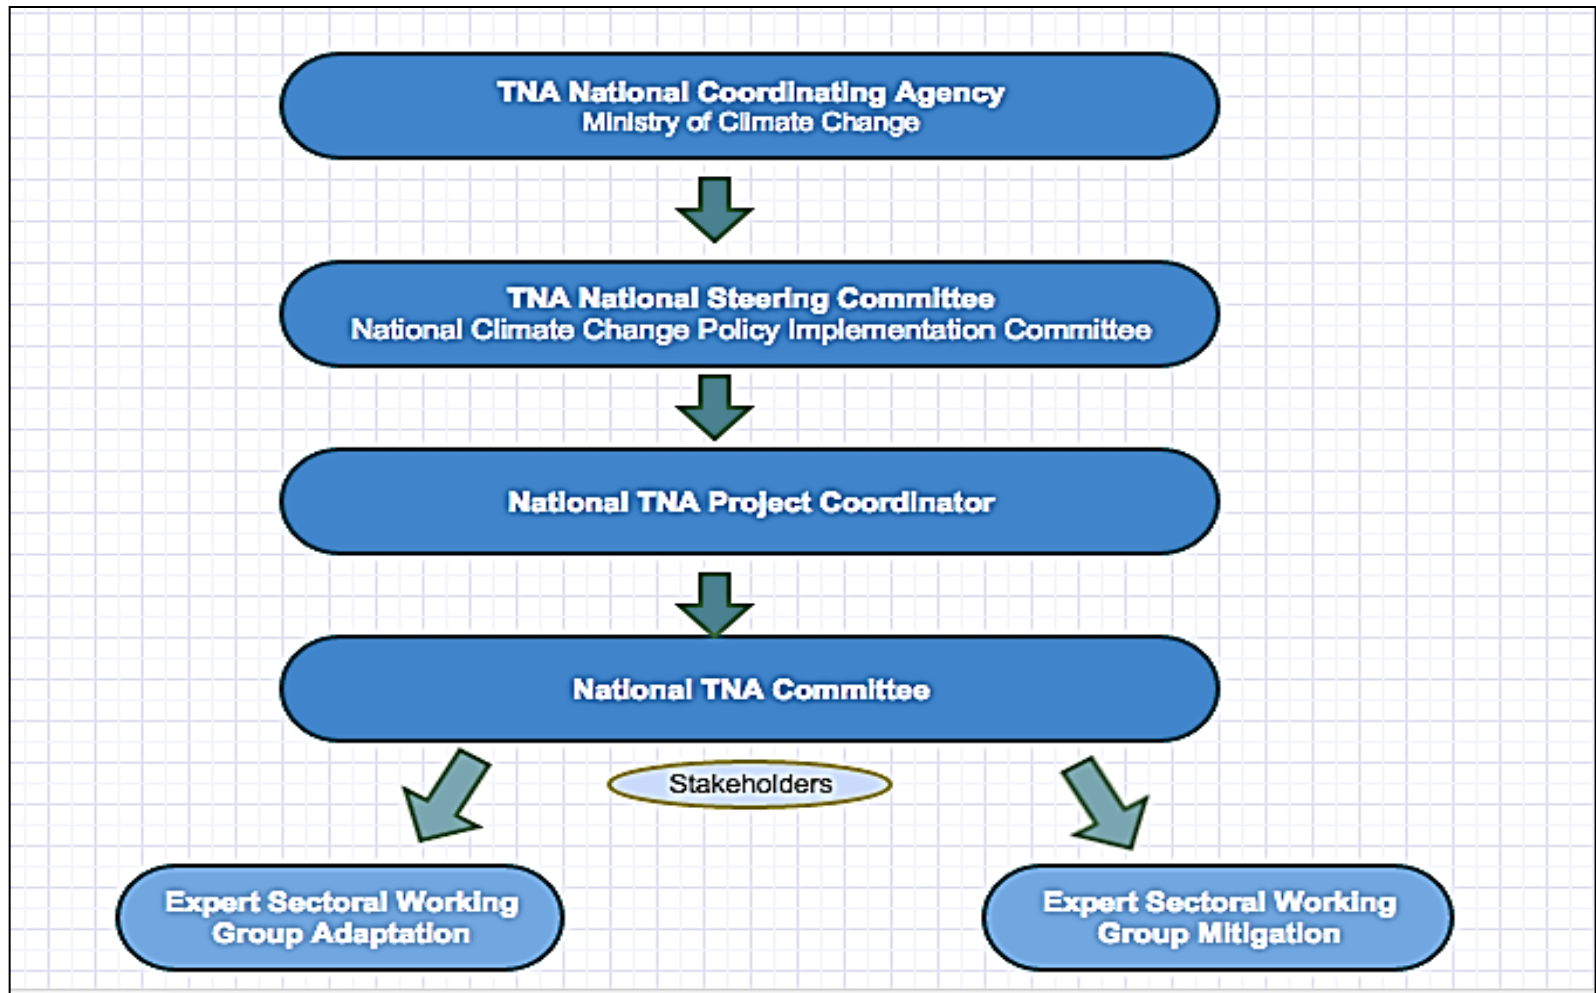 TNA National Coordinating Agency
Ministry of Climate Change
TNA National Steering Committee
National Climate Change Policy Implementation Committee
National TNA Project Coordinator
National TNA Committee
Stakeholders
Expert Sectoral Working
Group Adaptation
Expert Sectoral Working
Group Mitigation